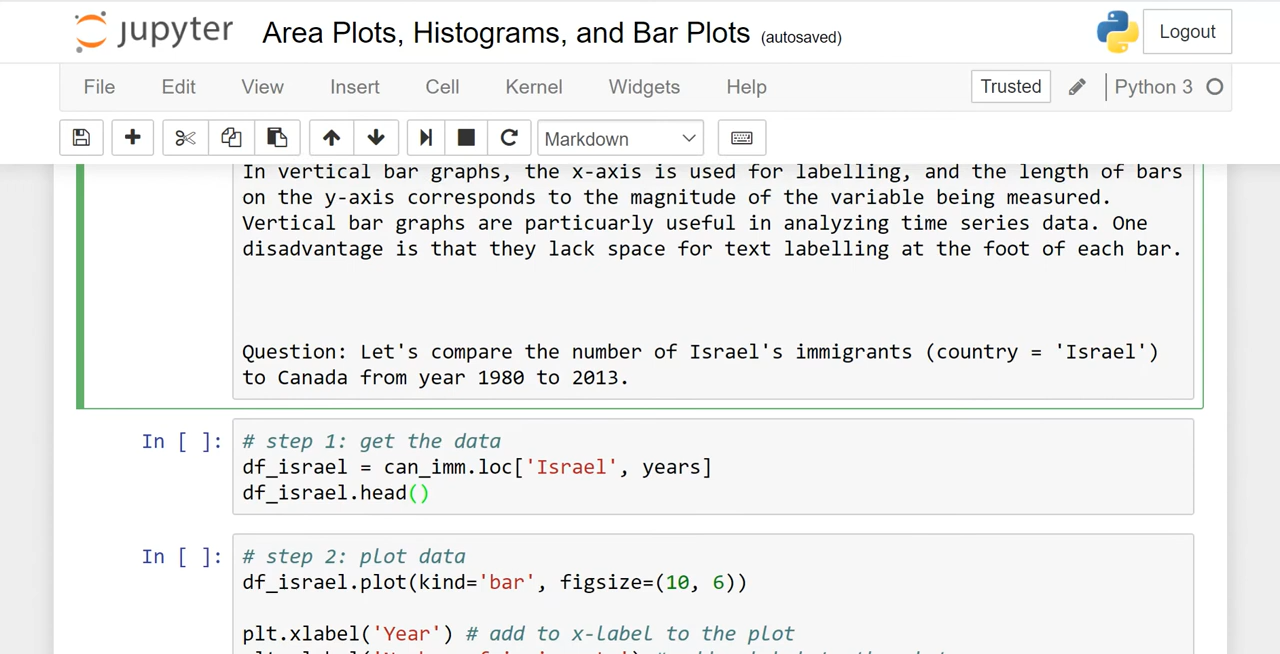 jupyter Area Plots, Histograms, and Bar Plots (autosaved) Logout
File Edit View Insert Cell Kernel Widgets Help Trusted Python 3
Markdown
In vertical bar graphs, the x-axis is used for labelling, and the length of bars
on the y-axis corresponds to the magnitude of the variable being measured.
Vertical bar graphs are particuarly useful in analyzing time series data. One
disadvantage is that they lack space for text labelling at the foot of each bar.
Question: Let's compare the number of Israel's immigrants (country = 'Israel')
to Canada from year 1980 to 2013.
In [ ]: # step 1: get the data
df_israel = can_imm.loc['Israel', years]
df_israel.head()
In [ ]: # step 2: plot data
df_israel.plot(kind='bar', figsize=(10, 6))
plt.xlabel('Year') # add to x-label to the plot